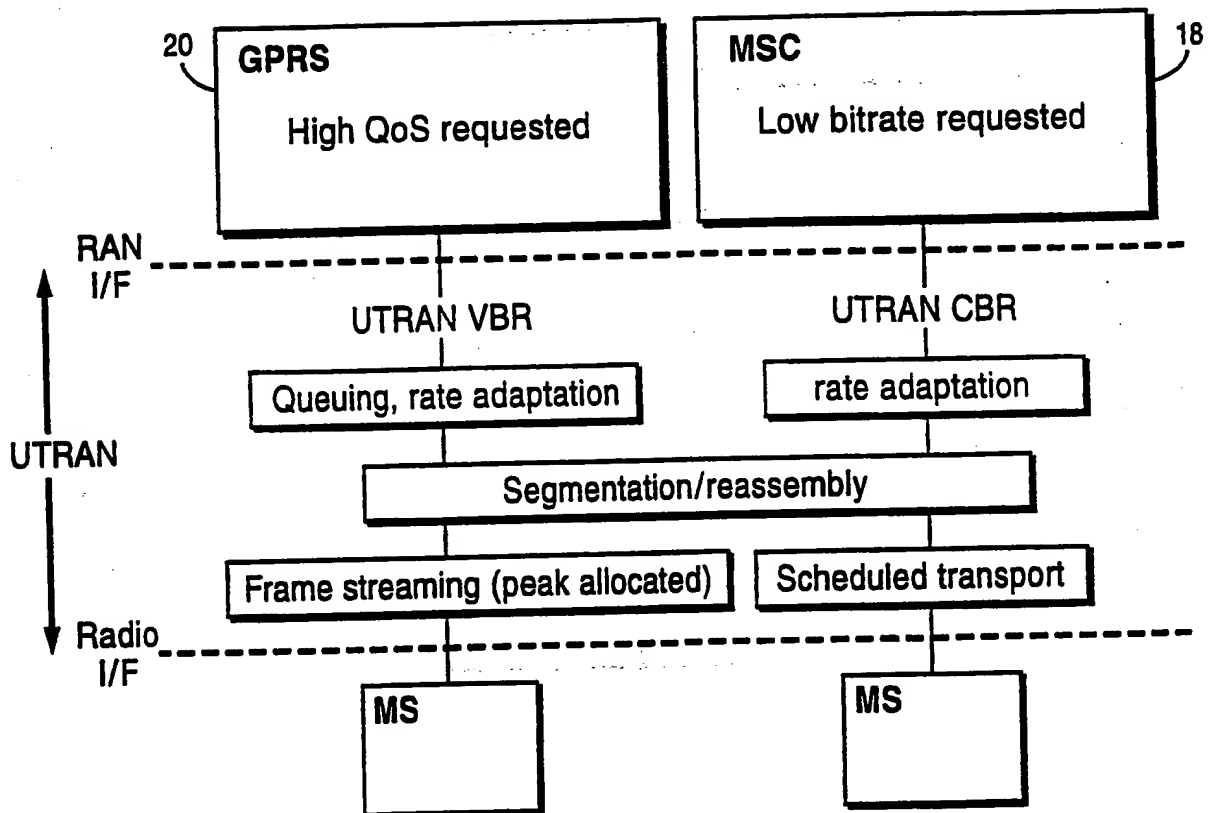 20
GPRS
High QoS requested
MSC
18
Low bitrate requested
RAN
I/F
UTRAN VBR
UTRAN CBR
Queuing, rate adaptation
rate adaptation
UTRAN
Segmentation/reassembly
Frame streaming (peak allocated)
Scheduled transport
Radio
I/F
MS
MS